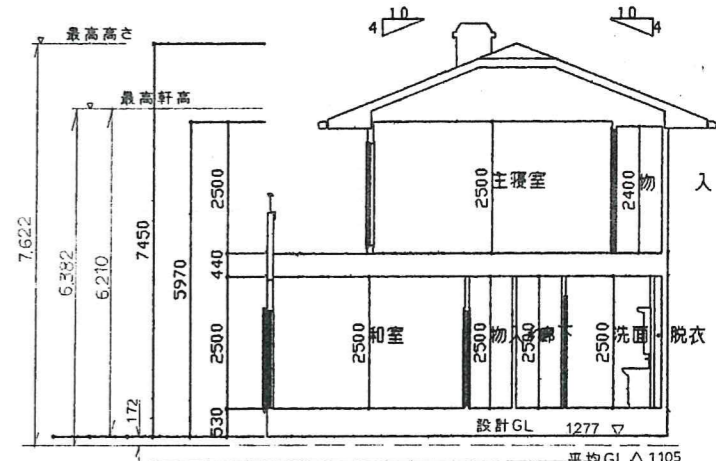 10
10
4
4
最高高さ
最高軒高
主寝室
物 入
2500
2500
2400
7,622
6,382
6,210
7450
5970
440
2500
和室
2500
物入
2500
廊下
2500
2500
洗面 脱衣
530
172
設計GL 1277 ▽
平均GL △ 1105